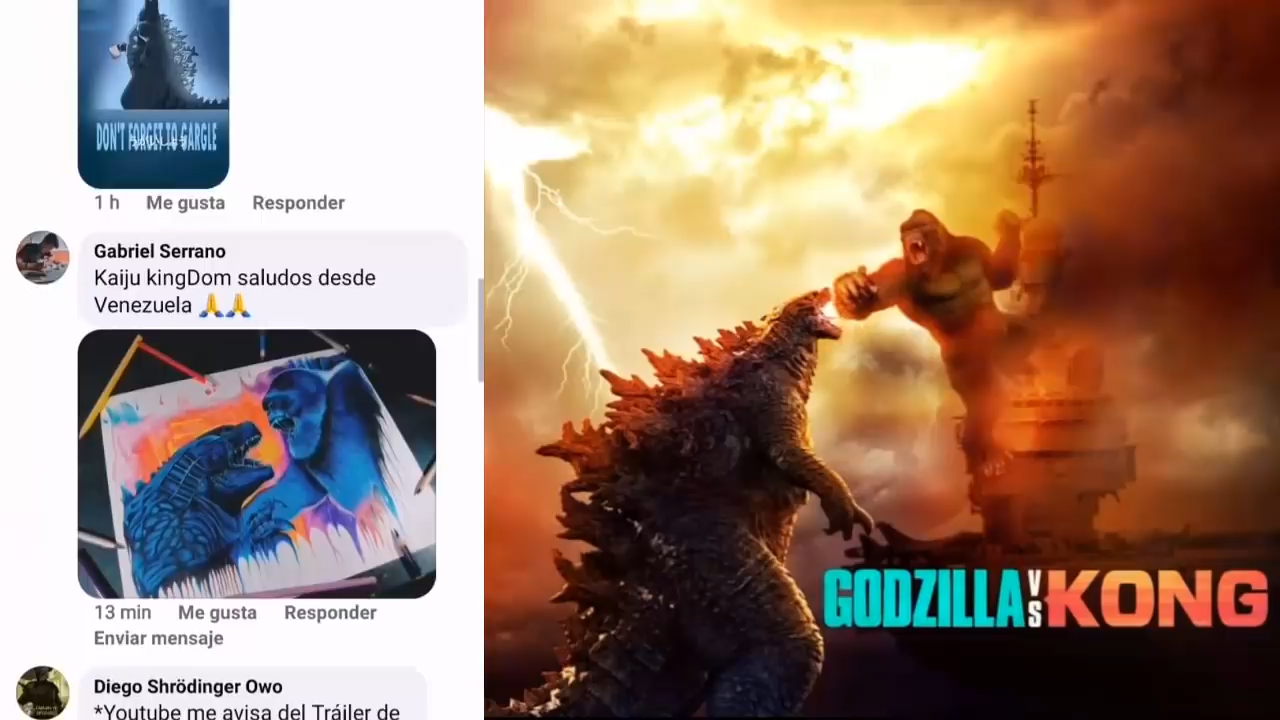 DON'T FORGET TO GARGLE
1 h Me gusta Responder
Gabriel Serrano
Kaiju kingDom saludos desde
Venezuela 🙏🙏
13 min Me gusta Responder
Enviar mensaje
Diego Shrödinger Owo
*Youtube me avisa del Tráiler de
GODZILLA VS KONG